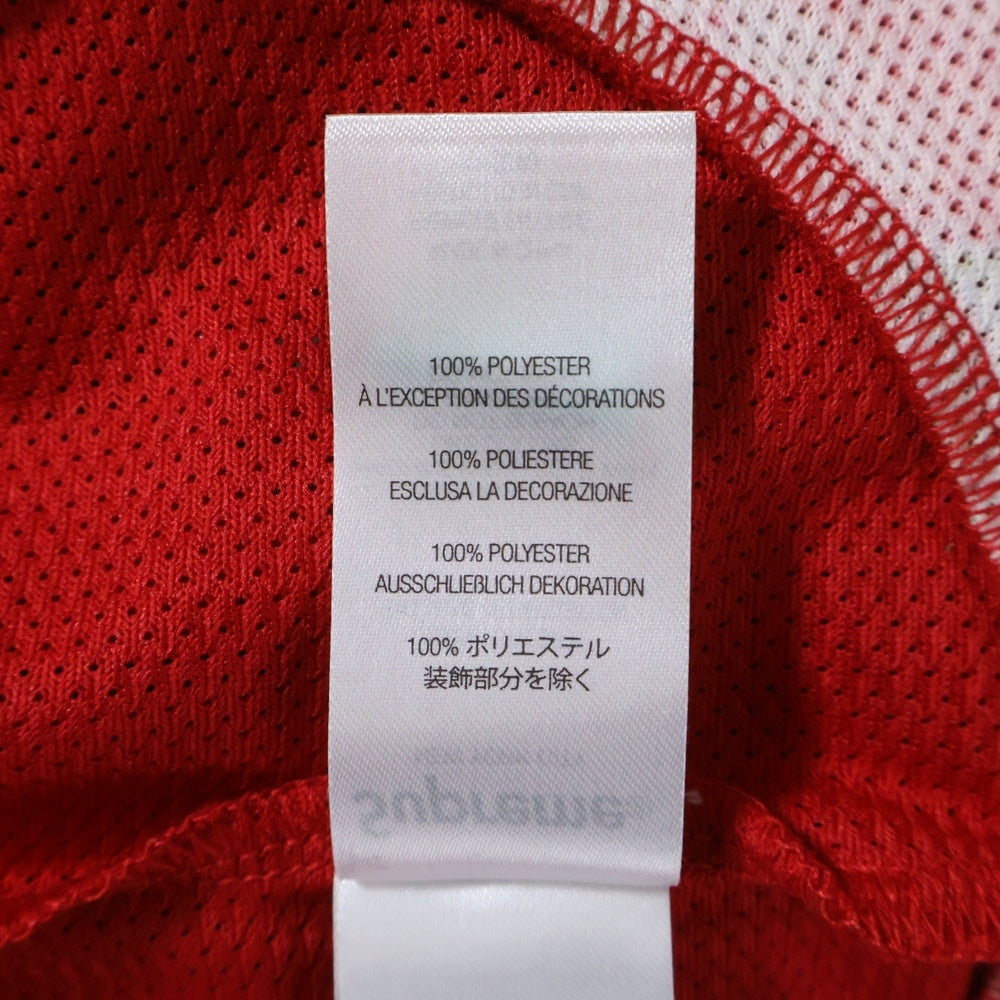 100% POLYESTER
À L'EXCEPTION DES DÉCORATIONS
100% POLIESTERE
ESCLUSA LA DECORAZIONE
100% POLYESTER
AUSSCHLIEßLICH DEKORATION
100% ポリエステル
装飾部分を除く
Supreme